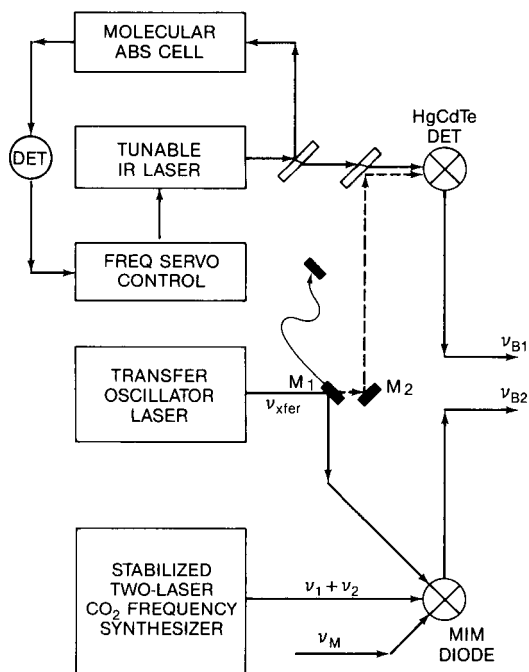 MOLECULAR
ABS CELL
HgCdTe
DET
DET
TUNABLE
IR LASER
FREQ SERVO
CONTROL
ν_B1
TRANSFER
OSCILLATOR
LASER
M₁
M₂
ν_xfer
ν_B2
STABILIZED
TWO-LASER
CO₂ FREQUENCY
SYNTHESIZER
ν₁ + ν₂
ν_M
MIM
DIODE